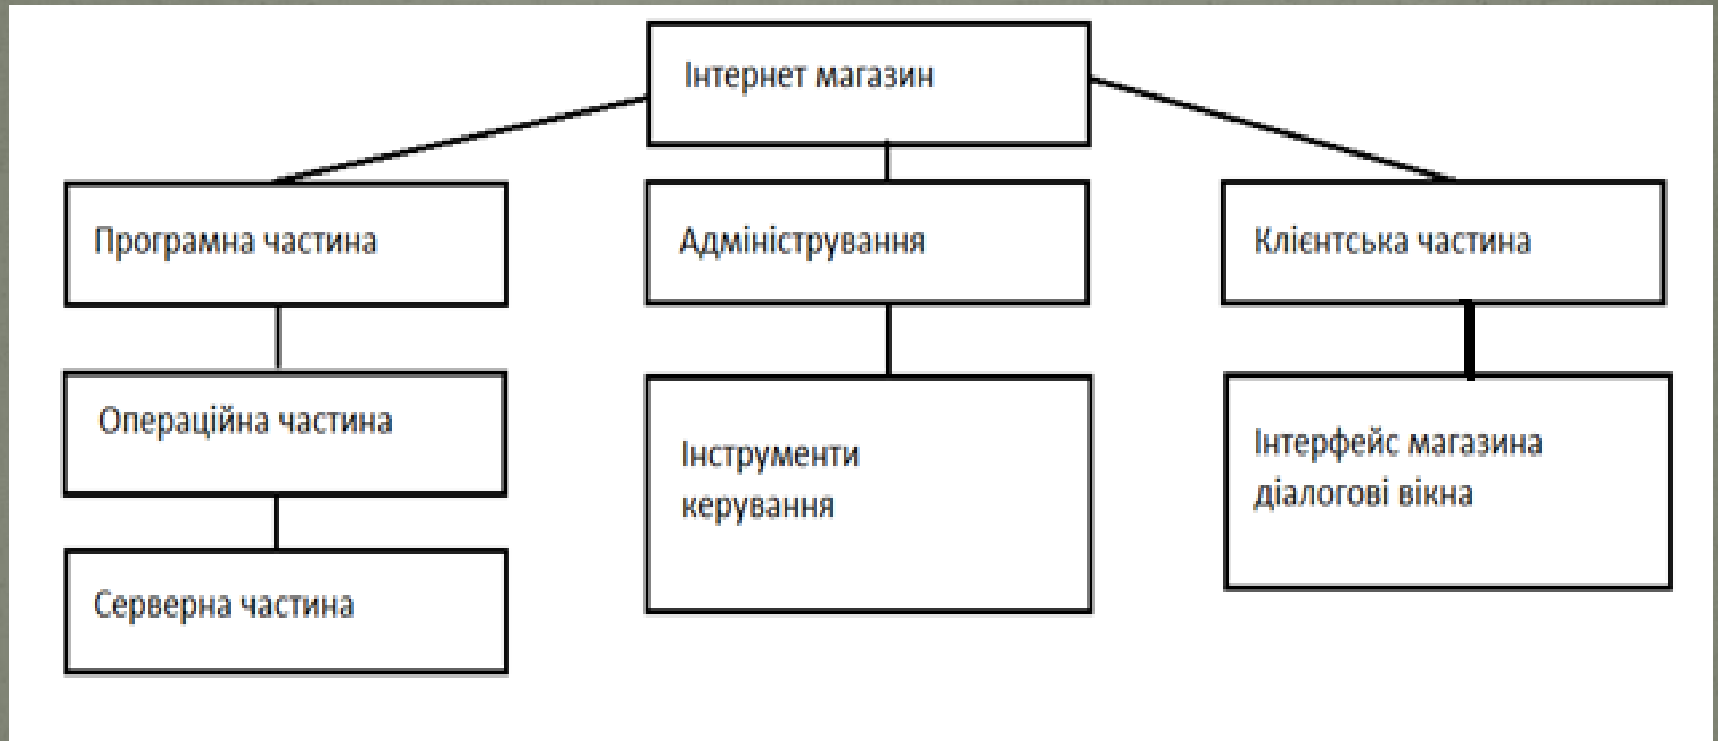 Інтернет магазин
Програмна частина
Адміністрування
Клієнтська частина
Операційна частина
Інструменти
керування
Інтерфейс магазина
діалогові вікна
Серверна частина